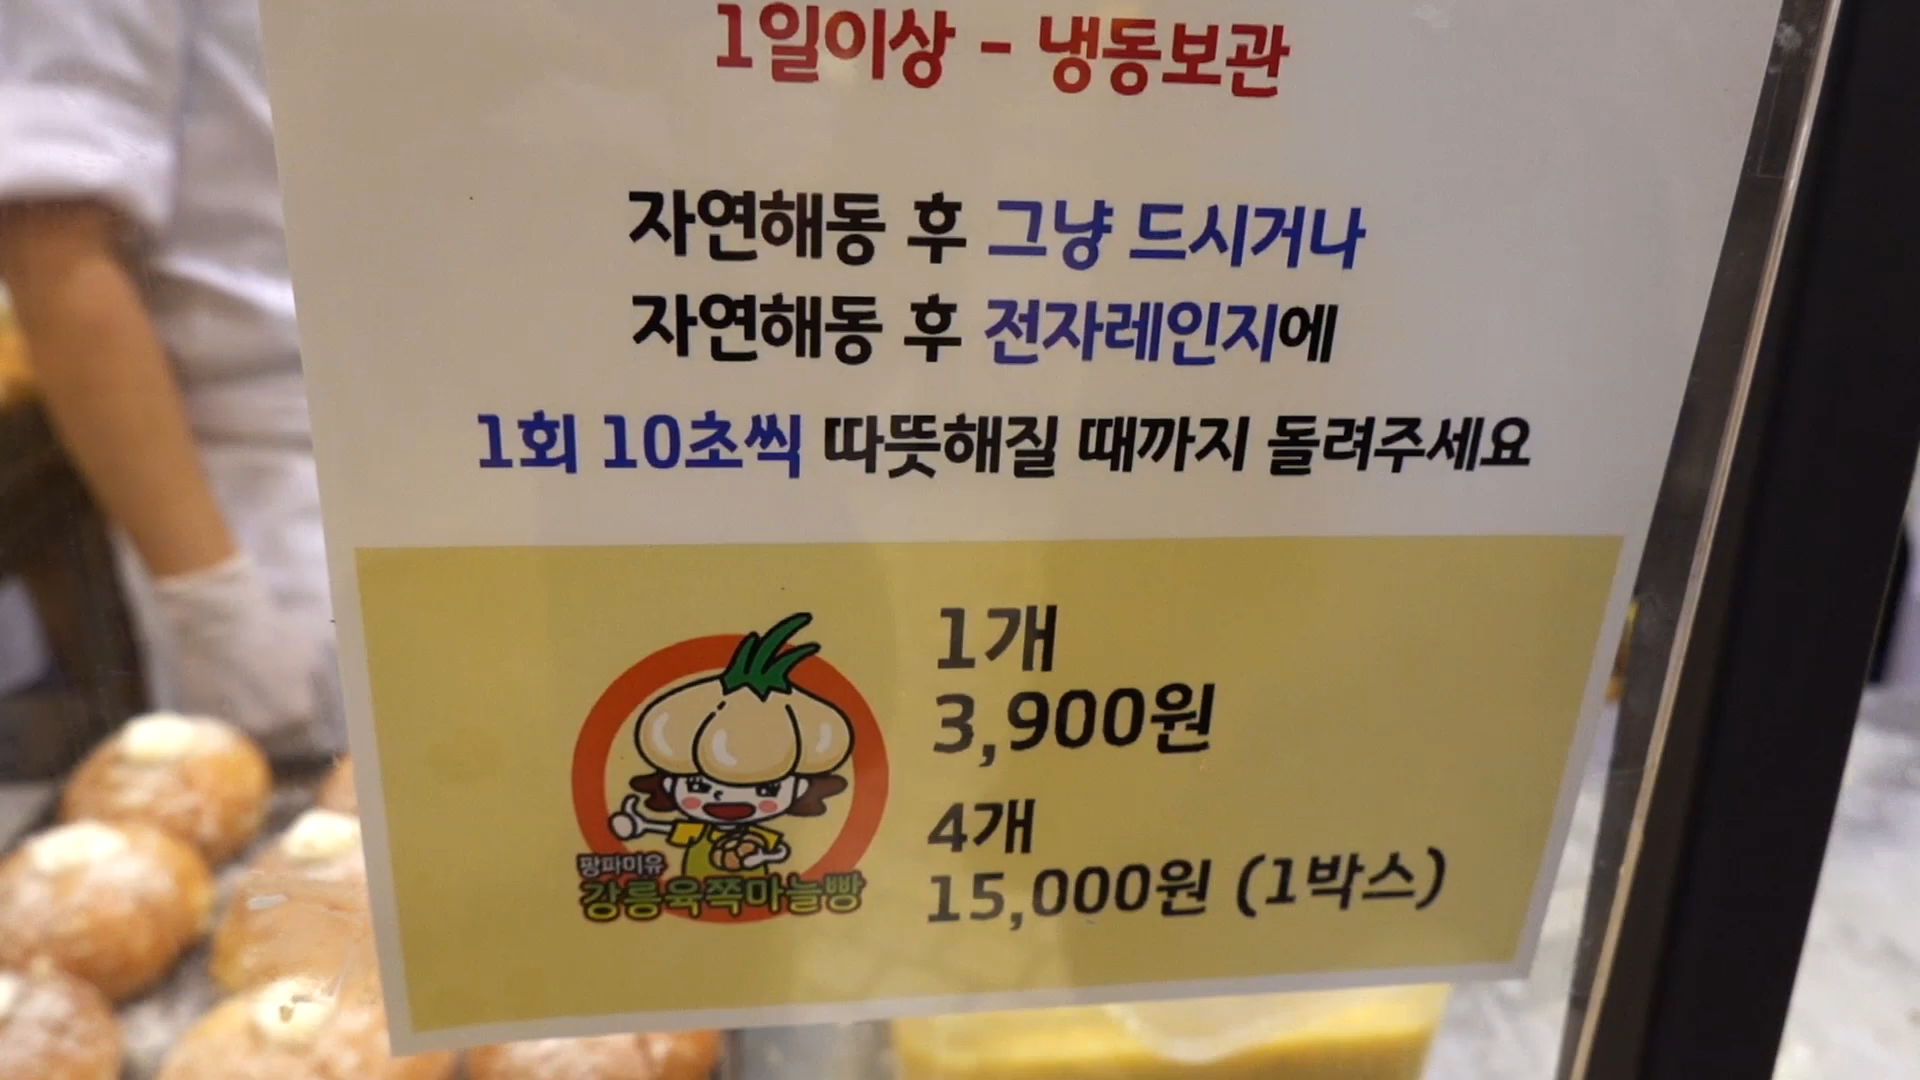 1일이상 - 냉동보관
자연해동 후 그냥 드시거나
자연해동 후 전자레인지에
1회 10초씩 따뜻해질 때까지 돌려주세요
1개
3,900원
4개
15,000원 (1박스)
팡파미유
강릉육쪽마늘빵